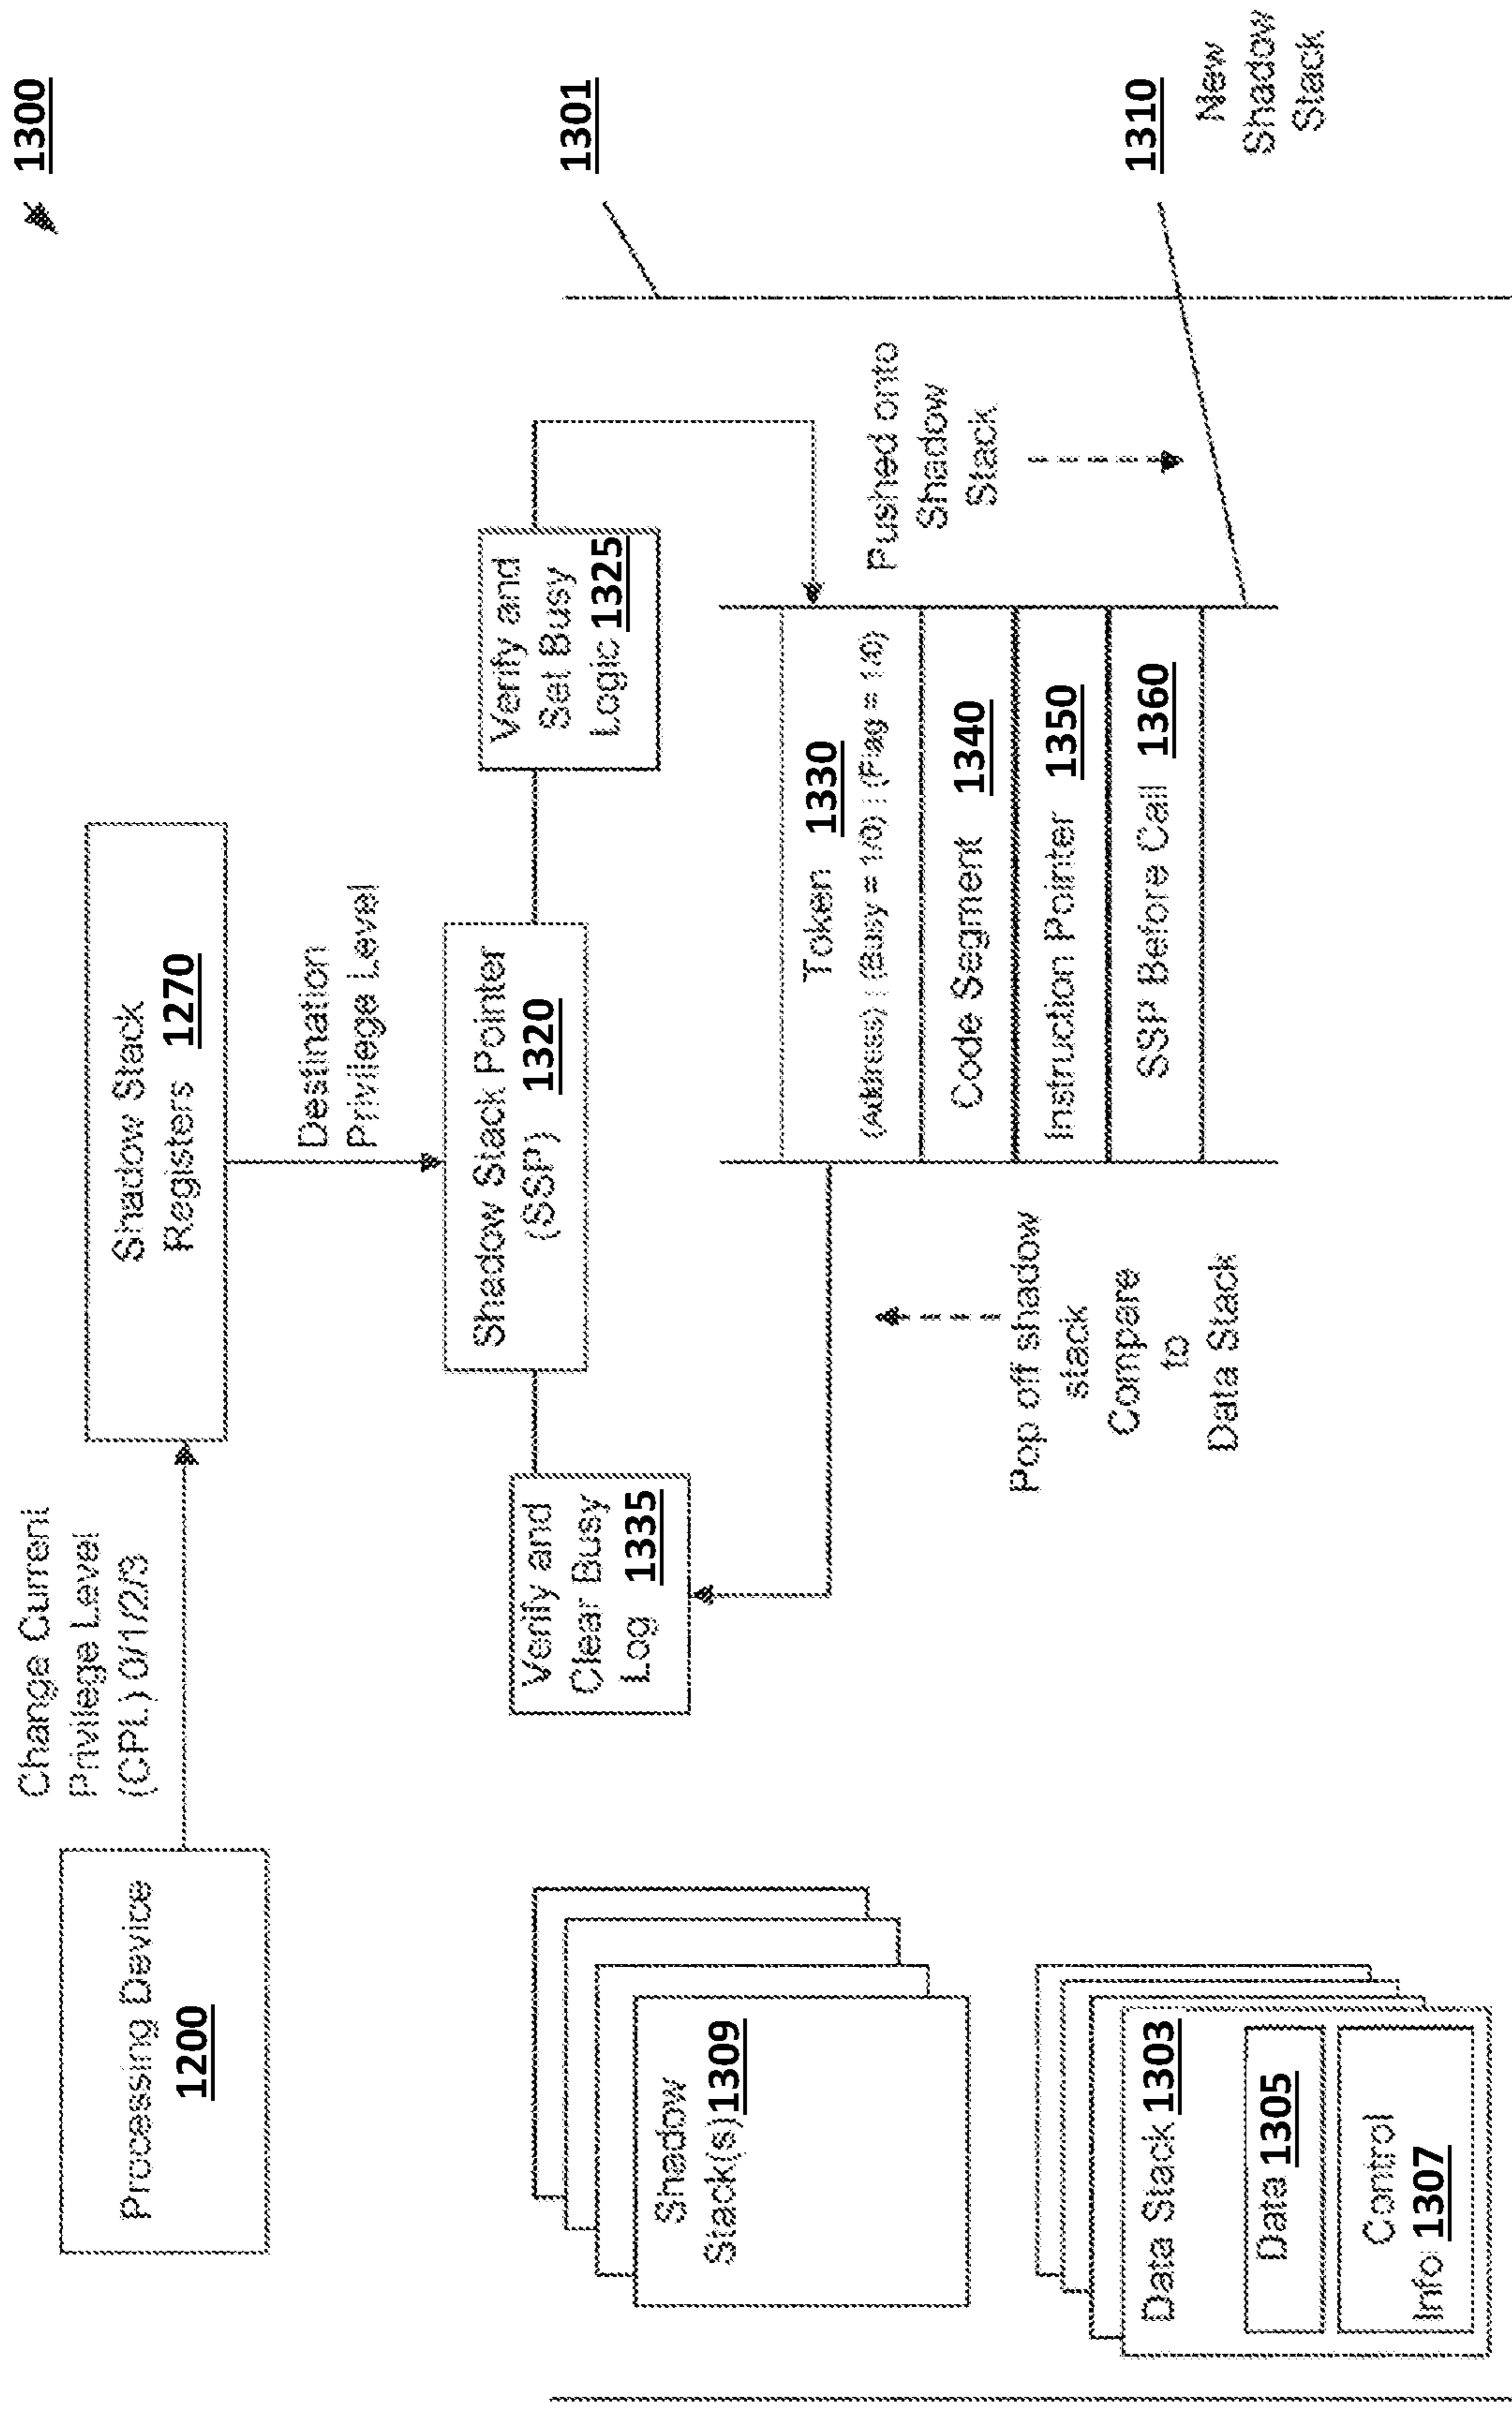 1300
Change Current
Privilege Level
(CPL) 0/1/2/3
Processing Device
1200
Shadow Stack
Registers 1270
Destination
Privilege Level
Shadow Stack Pointer
(SSP) 1320
Verify and
Set Busy
Logic 1325
Verify and
Clear Busy
Log 1335
1301
Shadow
Stack(s) 1309
Token 1330
(Address) : (Busy = 1/0) : (Flag = 1/0)
Code Segment 1340
Instruction Pointer 1350
SSP Before Call 1360
Pushed onto
Shadow
Stack
1310
New
Shadow
Stack
Pop off shadow
stack
Compare
to
Data Stack
Data Stack 1303
Data 1305
Control
Info 1307